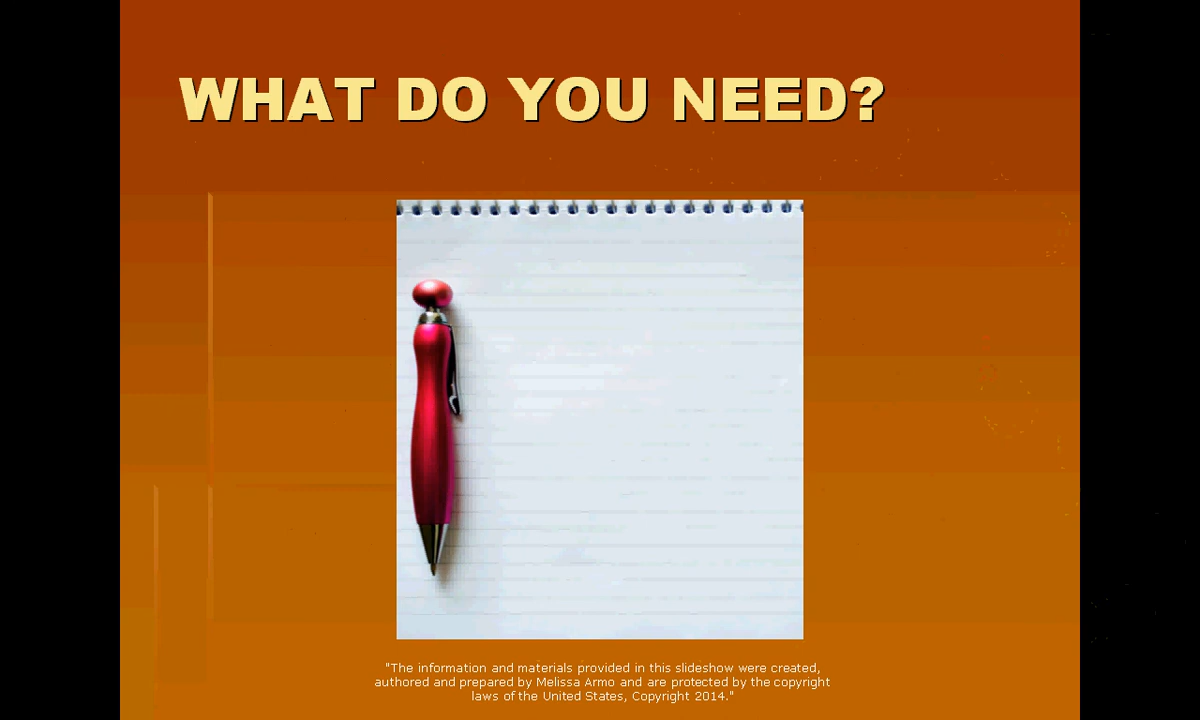 WHAT DO YOU NEED?
"The information and materials provided in this slideshow were created,
authored and prepared by Melissa Armo and are protected by the copyright
laws of the United States, Copyright 2014."